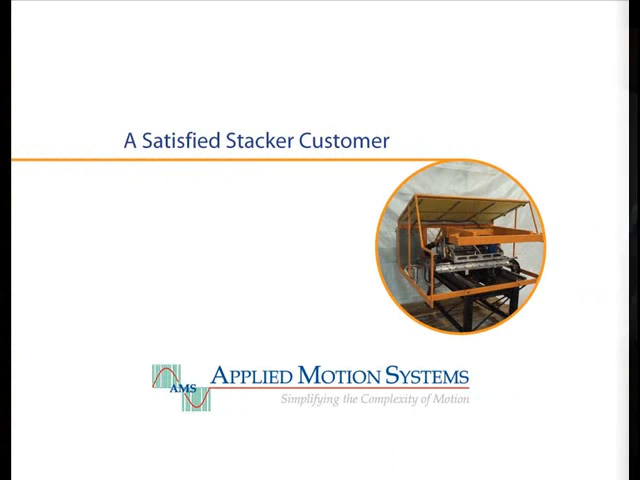 A Satisfied Stacker Customer
AMS
APPLIED MOTION SYSTEMS
Simplifying the Complexity of Motion